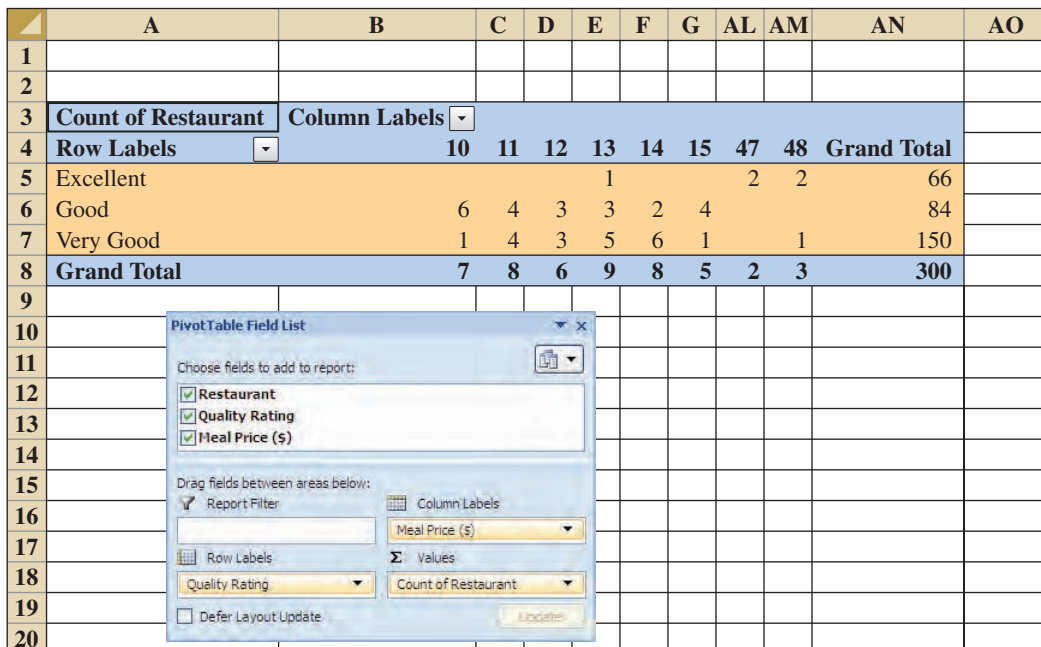 A B C D E F G AL AM AN AO
1
2
3 Count of Restaurant Column Labels
4 Row Labels 10 11 12 13 14 15 47 48 Grand Total
5 Excellent 1 2 2 66
6 Good 6 4 3 3 2 4 84
7 Very Good 1 4 3 5 6 1 1 150
8 Grand Total 7 8 6 9 8 5 2 3 300
9
10 PivotTable Field List
11 Choose fields to add to report:
12 Restaurant
13 Quality Rating
Meal Price ($)
14
15 Drag fields between areas below:
16 Report Filter Column Labels
Meal Price ($)
17 Row Labels Σ Values
18 Quality Rating Count of Restaurant
19 Defer Layout Update Update
20